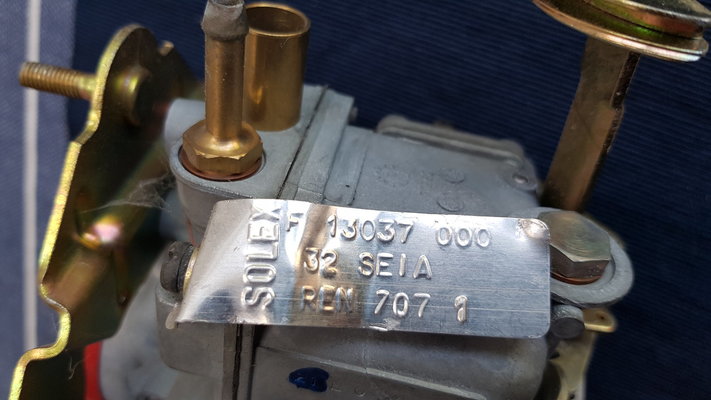 SOLEX
F 13037 000
32 SEIA
REN 707 1